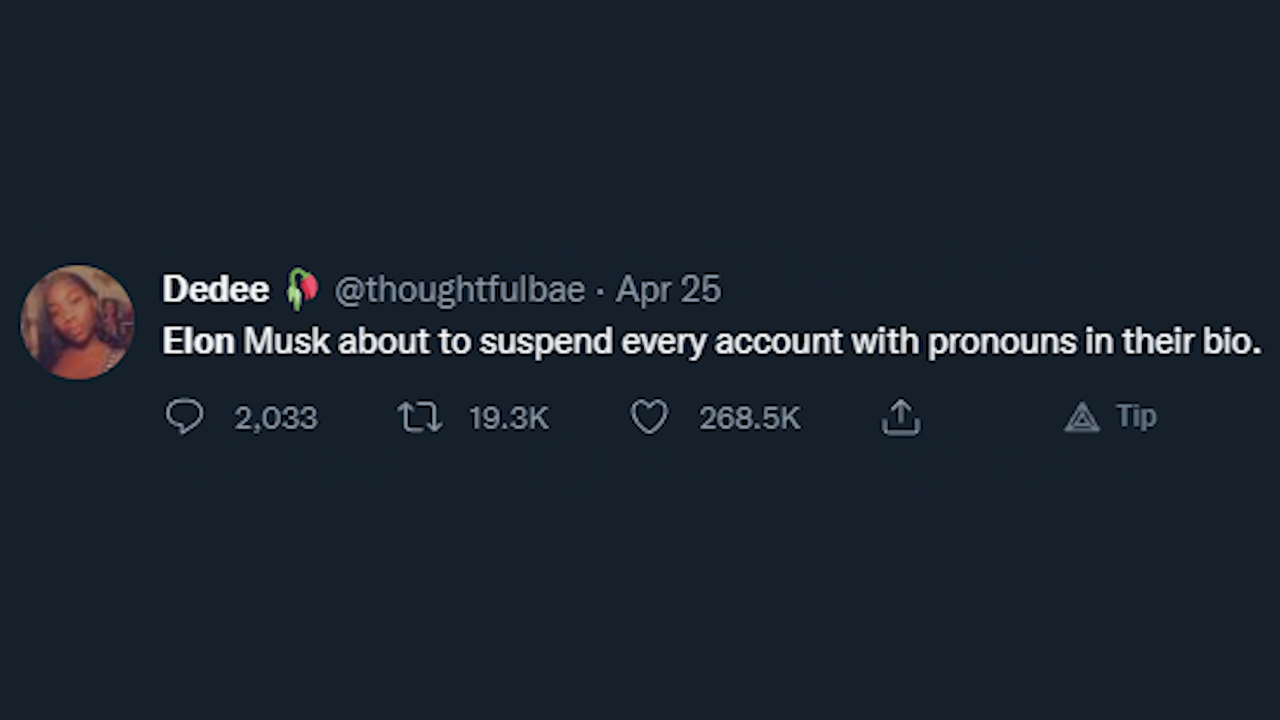 Dedee 🥀 @thoughtfulbae · Apr 25
Elon Musk about to suspend every account with pronouns in their bio.
2,033 19.3K 268.5K Tip